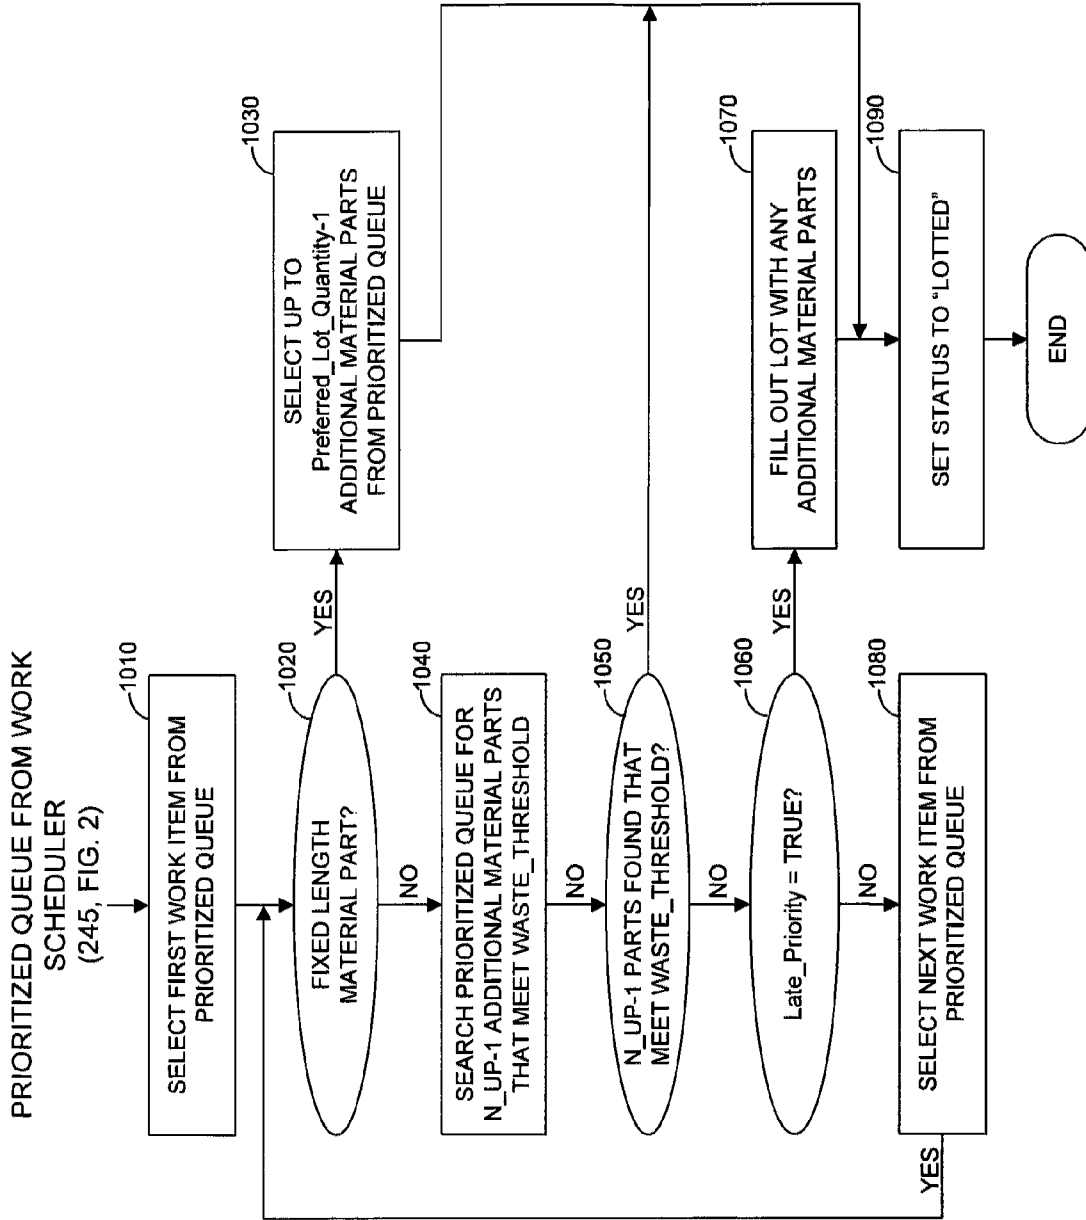 PRIORITIZED QUEUE FROM WORK
SCHEDULER
(245, FIG. 2)
1010
SELECT FIRST WORK ITEM FROM
PRIORITIZED QUEUE
1020
FIXED LENGTH
MATERIAL PART?
YES
NO
1030
SELECT UP TO
Preferred_Lot_Quantity-1
ADDITIONAL MATERIAL PARTS
FROM PRIORITIZED QUEUE
1040
SEARCH PRIORITIZED QUEUE FOR
N_UP-1 ADDITIONAL MATERIAL PARTS
THAT MEET WASTE_THRESHOLD
NO
1050
N_UP-1 PARTS FOUND THAT
MEET WASTE_THRESHOLD?
YES
NO
1060
Late_Priority = TRUE?
YES
NO
1070
FILL OUT LOT WITH ANY
ADDITIONAL MATERIAL PARTS
1080
SELECT NEXT WORK ITEM FROM
PRIORITIZED QUEUE
YES
1090
SET STATUS TO “LOTTED”
END